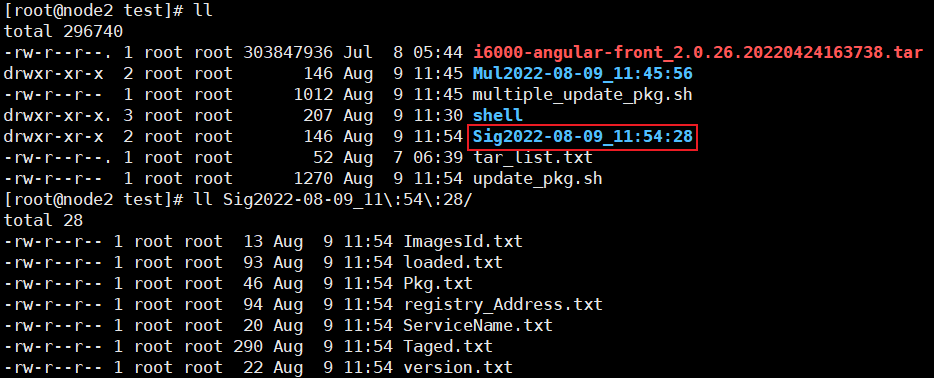 [root@node2 test]# ll
total 296740
-rw-r--r--. 1 root root 303847936 Jul  8 05:44 i6000-angular-front_2.0.26.20220424163738.tar
drwxr-xr-x  2 root root       146 Aug  9 11:45 Mul2022-08-09_11:45:56
-rw-r--r--  1 root root      1012 Aug  9 11:45 multiple_update_pkg.sh
drwxr-xr-x. 3 root root       207 Aug  9 11:30 shell
drwxr-xr-x  2 root root       146 Aug  9 11:54 Sig2022-08-09_11:54:28
-rw-r--r--. 1 root root        52 Aug  7 06:39 tar_list.txt
-rw-r--r--  1 root root      1270 Aug  9 11:54 update_pkg.sh
[root@node2 test]# ll Sig2022-08-09_11\:54\:28/
total 28
-rw-r--r-- 1 root root  13 Aug  9 11:54 ImagesId.txt
-rw-r--r-- 1 root root  93 Aug  9 11:54 loaded.txt
-rw-r--r-- 1 root root  46 Aug  9 11:54 Pkg.txt
-rw-r--r-- 1 root root  94 Aug  9 11:54 registry_Address.txt
-rw-r--r-- 1 root root  20 Aug  9 11:54 ServiceName.txt
-rw-r--r-- 1 root root 290 Aug  9 11:54 Taged.txt
-rw-r--r-- 1 root root  22 Aug  9 11:54 version.txt